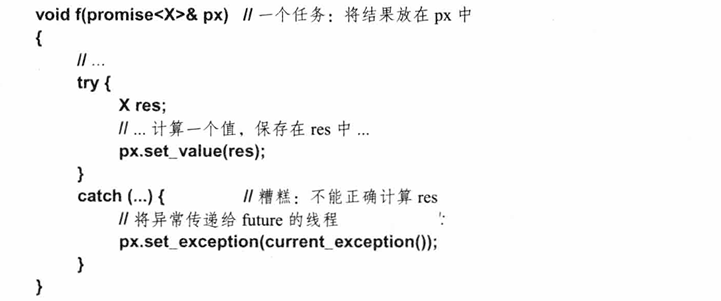 void f(promise<X>& px) // 一个任务：将结果放在 px 中
{
// ...
try {
X res;
// ... 计算一个值，保存在 res 中 ...
px.set_value(res);
}
catch (...) { // 糟糕：不能正确计算 res
// 将异常传递给 future 的线程
px.set_exception(current_exception());
}
}